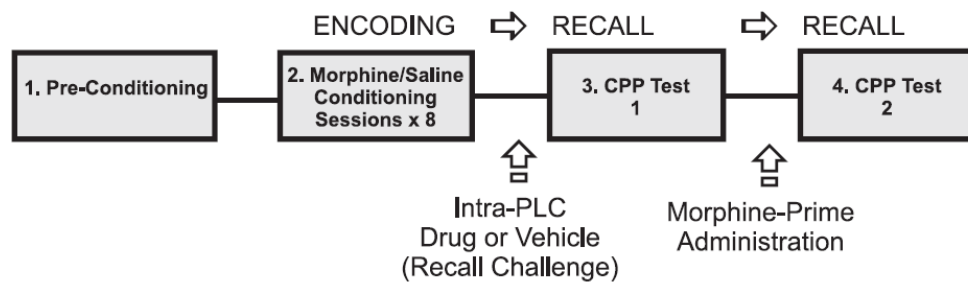 ENCODING ⇨ RECALL ⇨ RECALL
1. Pre-Conditioning
2. Morphine/Saline
Conditioning
Sessions x 8
3. CPP Test
1
4. CPP Test
2
Intra-PLC
Drug or Vehicle
(Recall Challenge)
Morphine-Prime
Administration